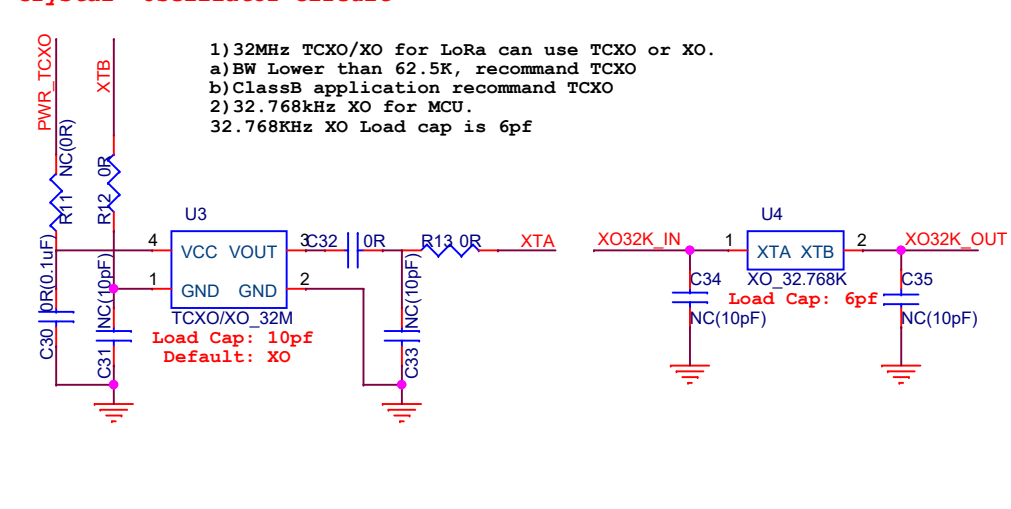 Crystal Oscillator Circuit
1)32MHz TCXO/XO for LoRa can use TCXO or XO.
a)BW Lower than 62.5K, recommand TCXO
b)ClassB application recommand TCXO
2)32.768kHz XO for MCU.
32.768KHz XO Load cap is 6pf
PWR_TCXO
XTB
R11 NC(0R)
R12 0R
U3
4
VCC VOUT
3
C32 0R
R13 0R
XTA
1
GND GND
2
TCXO/XO_32M
Load Cap: 10pf
Default: XO
C30 0R(0.1uF)
C31 NC(10pF)
C33 NC(10pF)
U4
XO32K_IN
1
XTA XTB
2
XO32K_OUT
XO_32.768K
Load Cap: 6pf
C34
NC(10pF)
C35
NC(10pF)